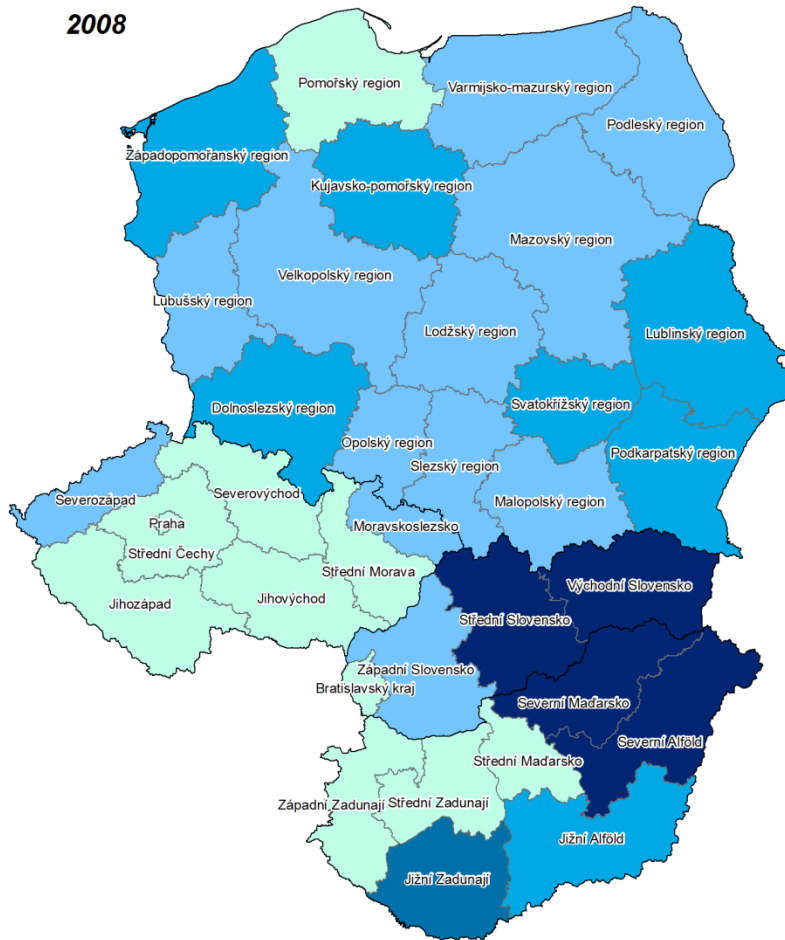 2008
Pomořský region
Varmijsko-mazurský region
Podleský region
Západopomořanský region
Kujavsko-pomořský region
Mazovský region
Velkopolský region
Lubušský region
Lodžský region
Lublinský region
Dolnoslezský region
Svatokřížský region
Opolský region
Podkarpatský region
Slezský region
Severozápad
Severovýchod
Malopolský region
Praha
Moravskoslezsko
Střední Čechy
Střední Morava
Východní Slovensko
Jihozápad
Jihovýchod
Střední Slovensko
Západní Slovensko
Bratislavský kraj
Severní Maďarsko
Severní Alföld
Střední Maďarsko
Západní Zadunají
Střední Zadunají
Jižní Alföld
Jižní Zadunají